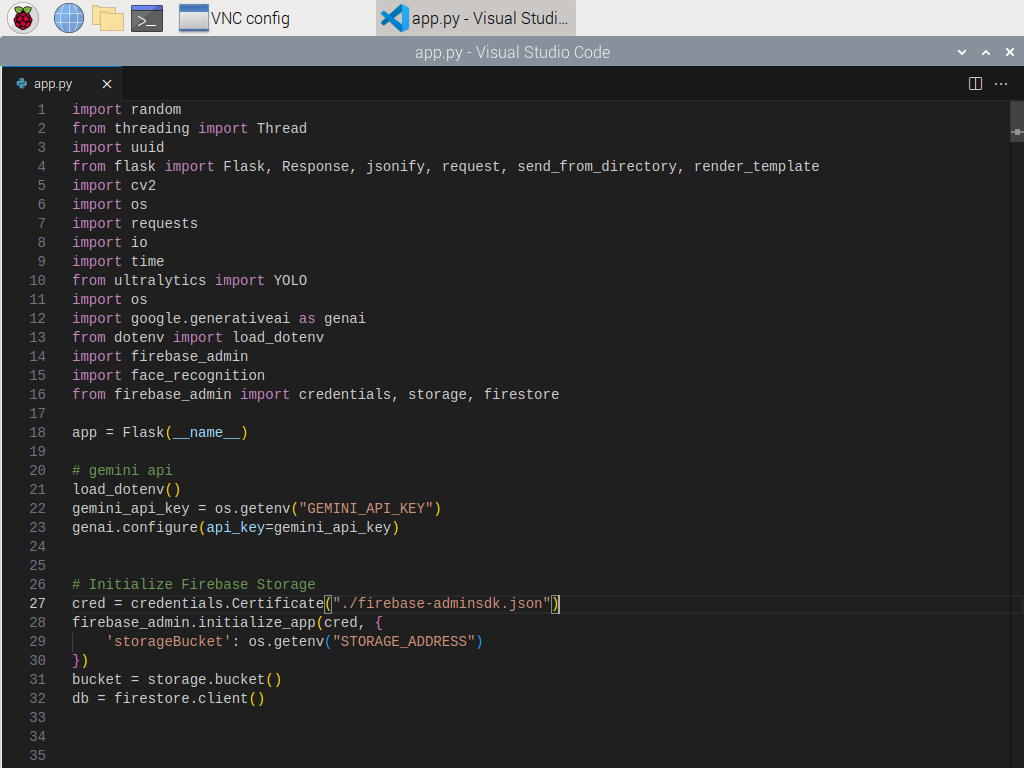 VNC config
app.py - Visual Studi...
app.py - Visual Studio Code
app.py
1 import random
2 from threading import Thread
3 import uuid
4 from flask import Flask, Response, jsonify, request, send_from_directory, render_template
5 import cv2
6 import os
7 import requests
8 import io
9 import time
10 from ultralytics import YOLO
11 import os
12 import google.generativeai as genai
13 from dotenv import load_dotenv
14 import firebase_admin
15 import face_recognition
16 from firebase_admin import credentials, storage, firestore
17
18 app = Flask(__name__)
19
20 # gemini api
21 load_dotenv()
22 gemini_api_key = os.getenv("GEMINI_API_KEY")
23 genai.configure(api_key=gemini_api_key)
24
25
26 # Initialize Firebase Storage
27 cred = credentials.Certificate("./firebase-adminsdk.json")
28 firebase_admin.initialize_app(cred, {
29     'storageBucket': os.getenv("STORAGE_ADDRESS")
30 })
31 bucket = storage.bucket()
32 db = firestore.client()
33
34
35